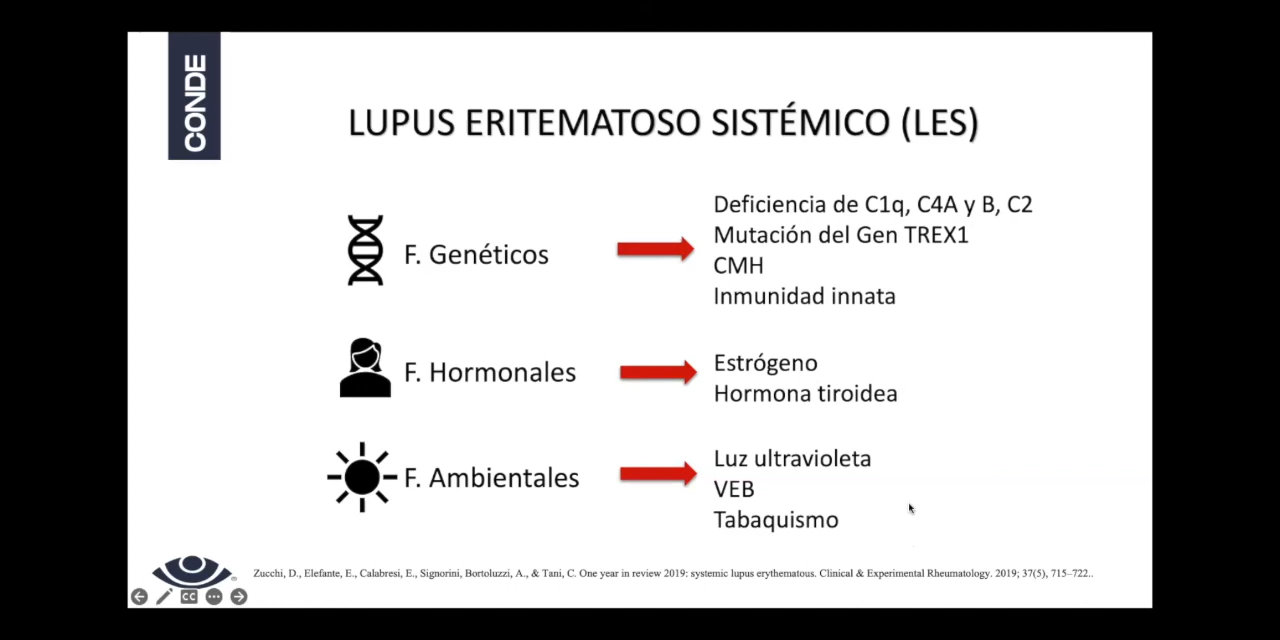 CONDE
LUPUS ERITEMATOSO SISTÉMICO (LES)
F. Genéticos
Deficiencia de C1q, C4A y B, C2
Mutación del Gen TREX1
CMH
Inmunidad innata
F. Hormonales
Estrógeno
Hormona tiroidea
F. Ambientales
Luz ultravioleta
VEB
Tabaquismo
Zucchi, D., Elefante, E., Calabresi, E., Signorini, Bortoluzzi, A., & Tani, C. One year in review 2019: systemic lupus erythematous. Clinical & Experimental Rheumatology. 2019; 37(5), 715–722..
CC